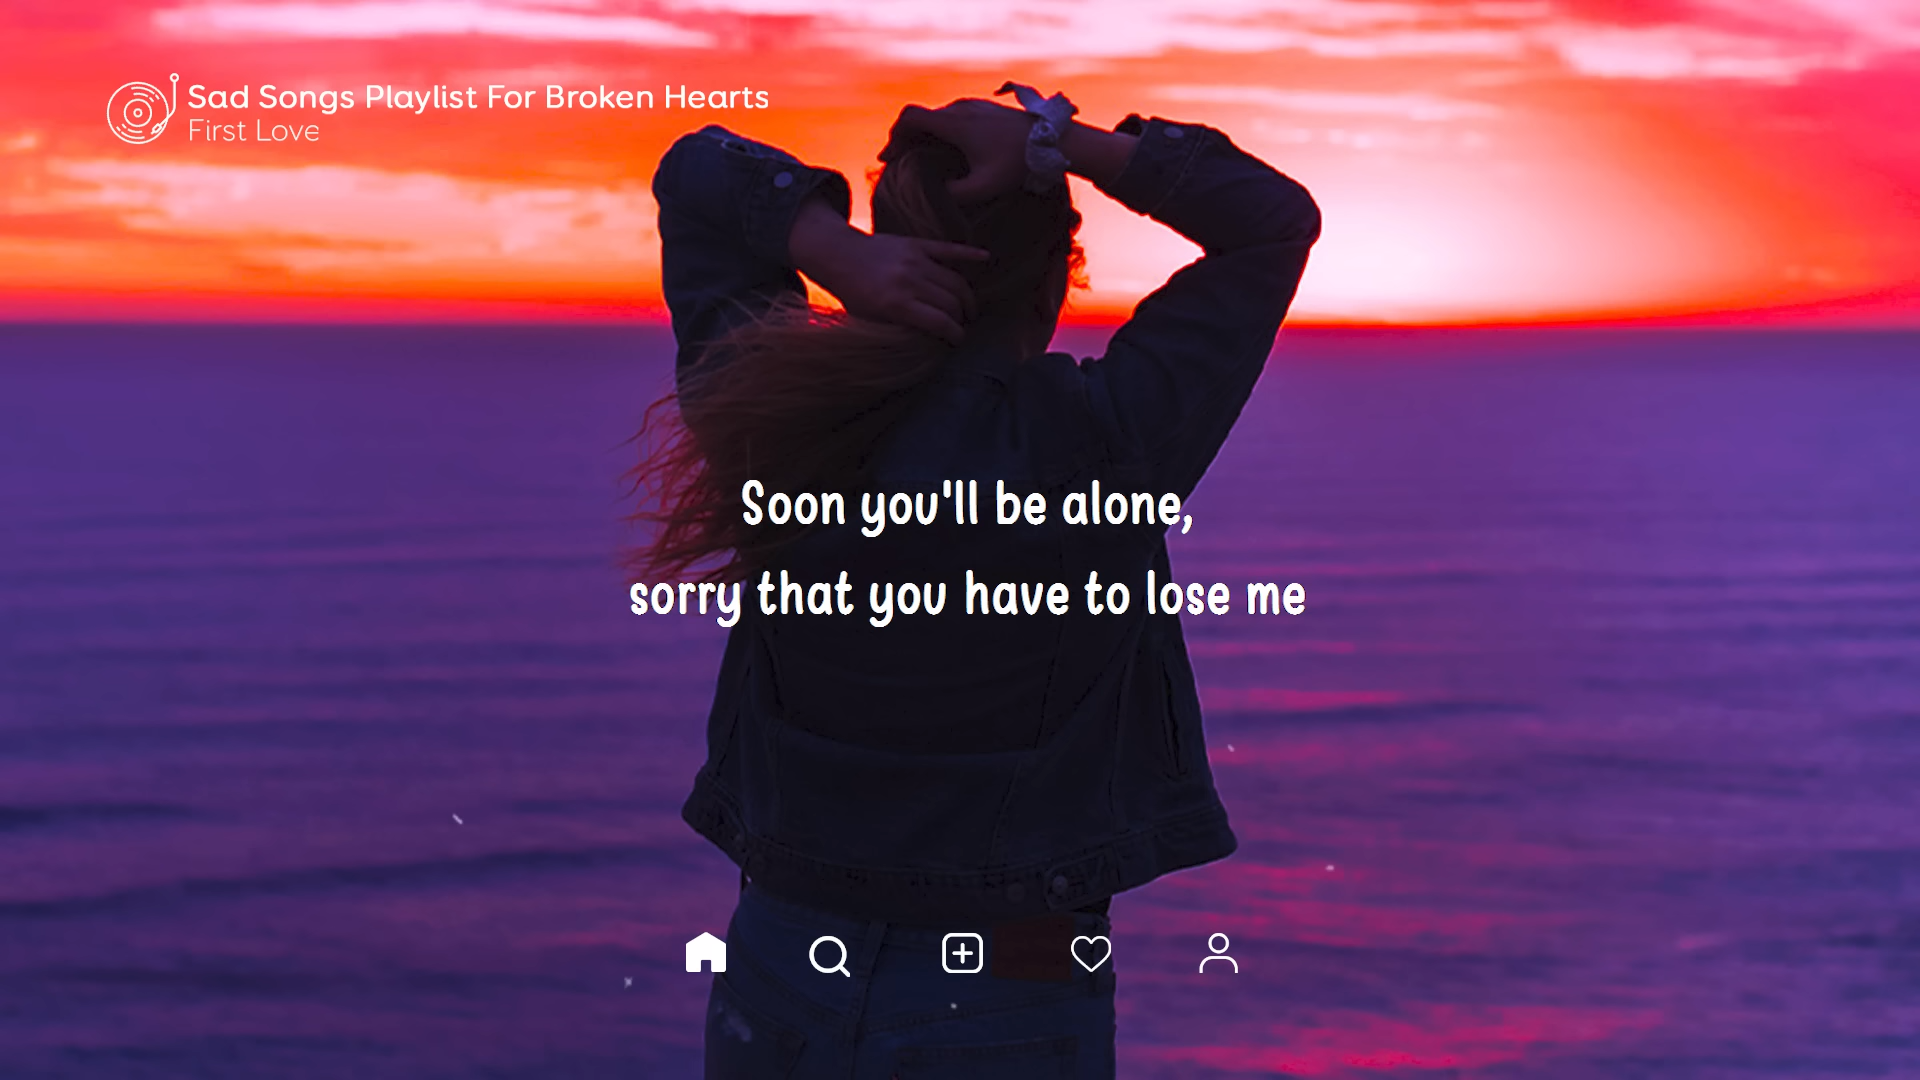 Sad Songs Playlist For Broken Hearts
First Love
Soon you'll be alone,
sorry that you have to lose me